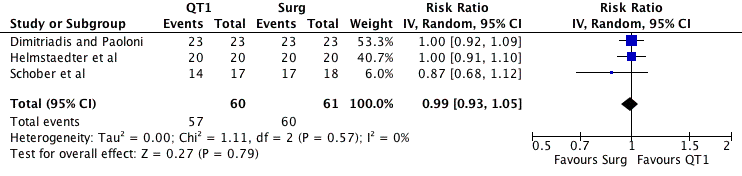 QT1 Surg Risk Ratio Risk Ratio
Study or Subgroup Events Total Events Total Weight IV, Random, 95% CI IV, Random, 95% CI
Dimitriadis and Paoloni 23 23 23 23 53.3% 1.00 [0.92, 1.09]
Helmstaedter et al 20 20 20 20 40.7% 1.00 [0.91, 1.10]
Schober et al 14 17 17 18 6.0% 0.87 [0.68, 1.12]
Total (95% CI) 60 61 100.0% 0.99 [0.93, 1.05]
Total events 57 60
Heterogeneity: Tau² = 0.00; Chi² = 1.11, df = 2 (P = 0.57); I² = 0%
Test for overall effect: Z = 0.27 (P = 0.79)
0.5 0.7 1 1.5 2
Favours Surg Favours QT1